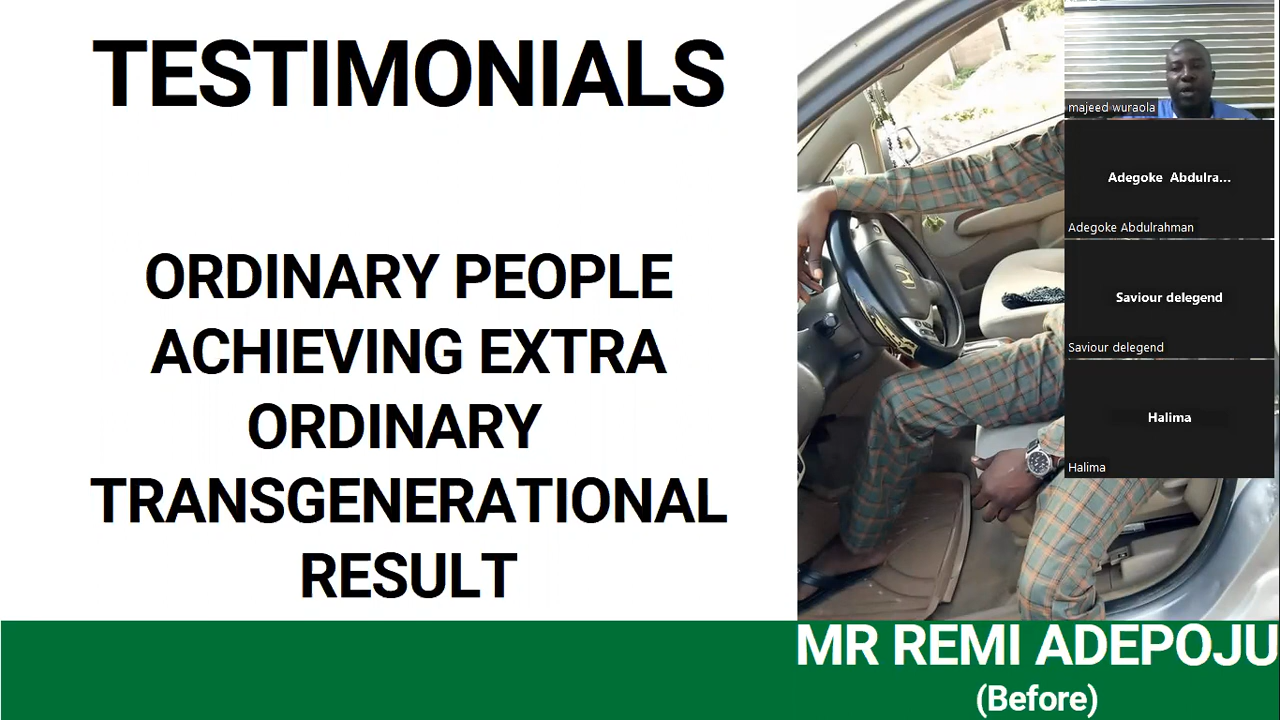 TESTIMONIALS
ORDINARY PEOPLE
ACHIEVING EXTRA
ORDINARY
TRANSGENERATIONAL
RESULT
MR REMI ADEPOJU
(Before)
majeed wuraola
Adegoke Abdulra...
Adegoke Abdulrahman
Saviour delegend
Saviour delegend
Halima
Halima